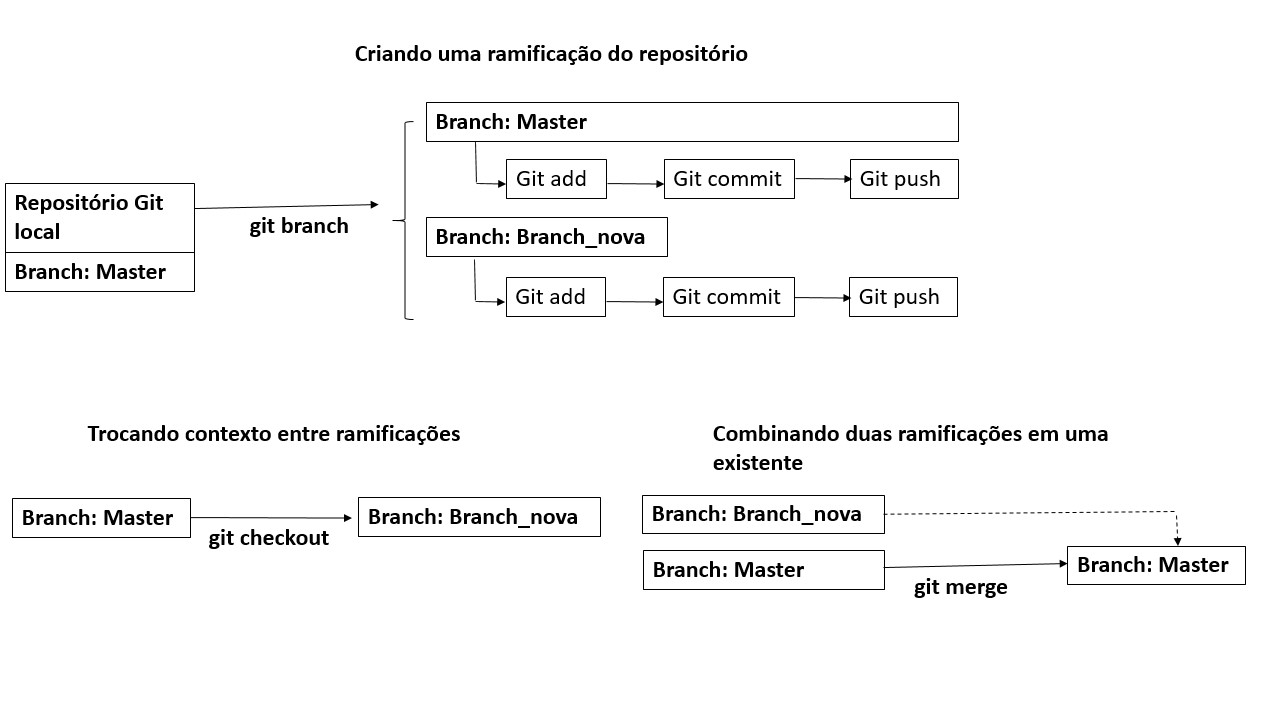 Criando uma ramificação do repositório
Branch: Master
Git add
Git commit
Git push
Repositório Git
local
Branch: Master
git branch
Branch: Branch_nova
Git add
Git commit
Git push
Trocando contexto entre ramificações
Branch: Master
git checkout
Branch: Branch_nova
Combinando duas ramificações em uma
existente
Branch: Branch_nova
Branch: Master
git merge
Branch: Master